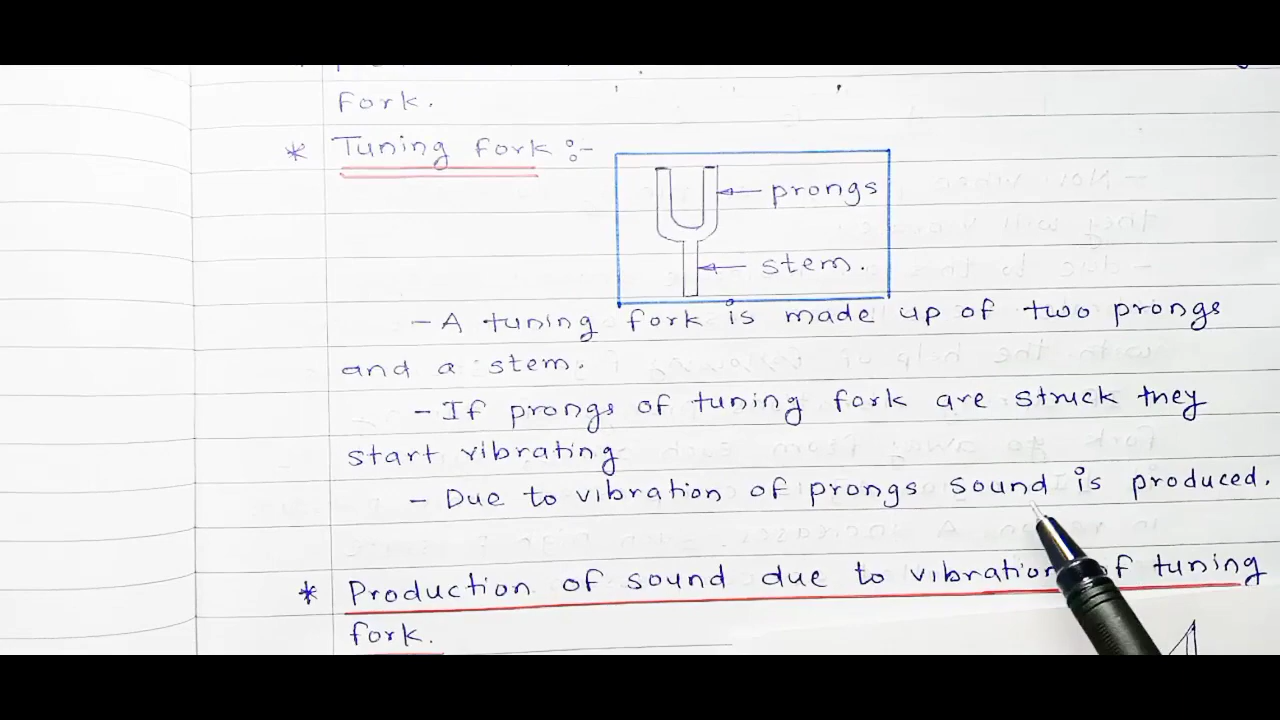 fork.
* Tuning fork :-
prongs
stem.
- A tuning fork is made up of two prongs
and a stem.
- If prongs of tuning fork are struck they
start vibrating
- Due to vibration of prongs sound is produced.
* Production of sound due to vibration of tuning
fork.